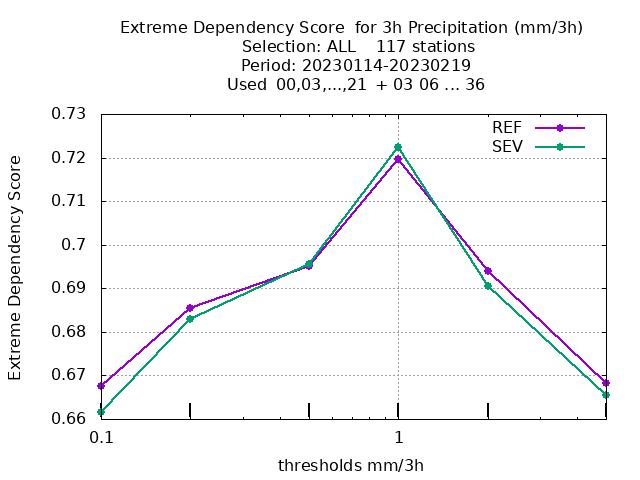 Extreme Dependency Score  for 3h Precipitation (mm/3h)
Selection: ALL    117 stations
Period: 20230114-20230219
Used  00,03,...,21  + 03 06 ... 36
0.73
REF
0.72
SEV
0.71
0.7
0.69
0.68
0.67
0.66
Extreme Dependency Score
0.1
1
thresholds mm/3h